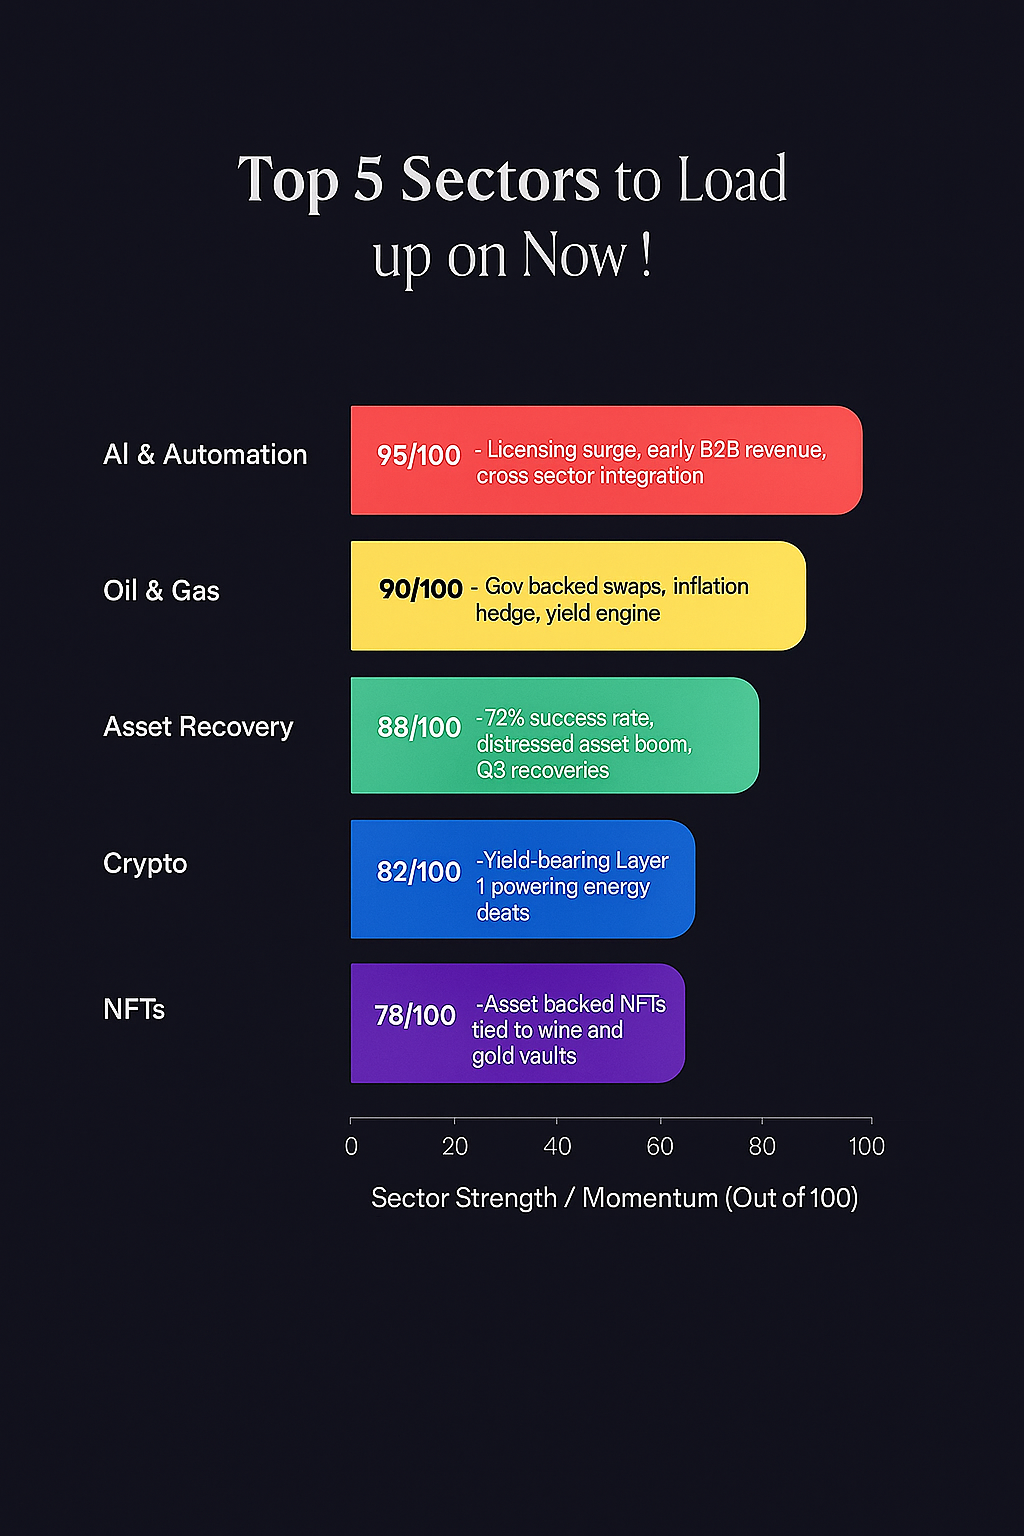 Top 5 Sectors to Load
up on Now !
AI & Automation
95/100 - Licensing surge, early B2B revenue,
cross sector integration
Oil & Gas
90/100 - Gov backed swaps, inflation
hedge, yield engine
Asset Recovery
88/100 -72% success rate,
distressed asset boom,
Q3 recoveries
Crypto
82/100 -Yield-bearing Layer
1 powering energy
deats
NFTs
78/100 -Asset backed NFTs
tied to wine and
gold vaults
0 20 40 60 80 100
Sector Strength / Momentum (Out of 100)